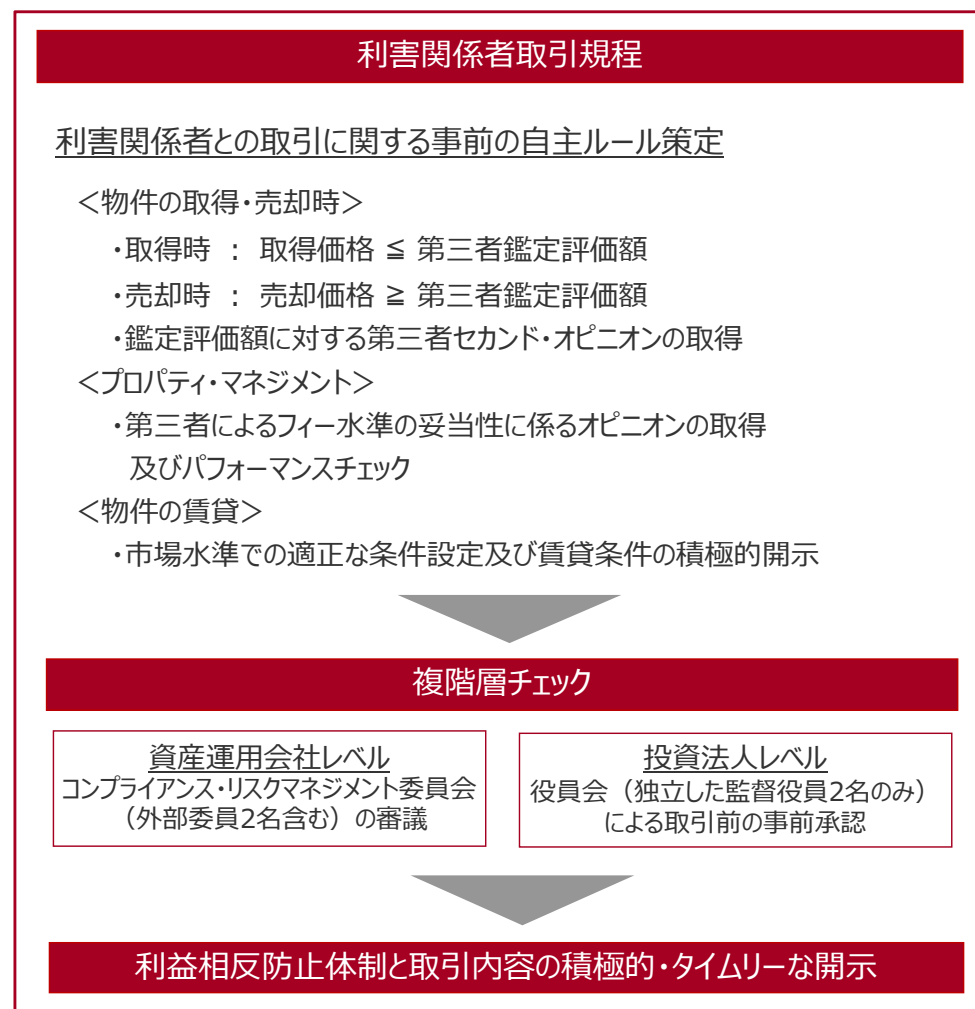 利害関係者取引規程
利害関係者との取引に関する事前の自主ルール策定
＜物件の取得・売却時＞
・取得時 ： 取得価格 ≦ 第三者鑑定評価額
・売却時 ： 売却価格 ≧ 第三者鑑定評価額
・鑑定評価額に対する第三者セカンド・オピニオンの取得
＜プロパティ・マネジメント＞
・第三者によるフィー水準の妥当性に係るオピニオンの取得
及びパフォーマンスチェック
＜物件の賃貸＞
・市場水準での適正な条件設定及び賃貸条件の積極的開示
複階層チェック
資産運用会社レベル
コンプライアンス・リスクマネジメント委員会
（外部委員2名含む）の審議
投資法人レベル
役員会（独立した監督役員2名のみ）
による取引前の事前承認
利益相反防止体制と取引内容の積極的・タイムリーな開示